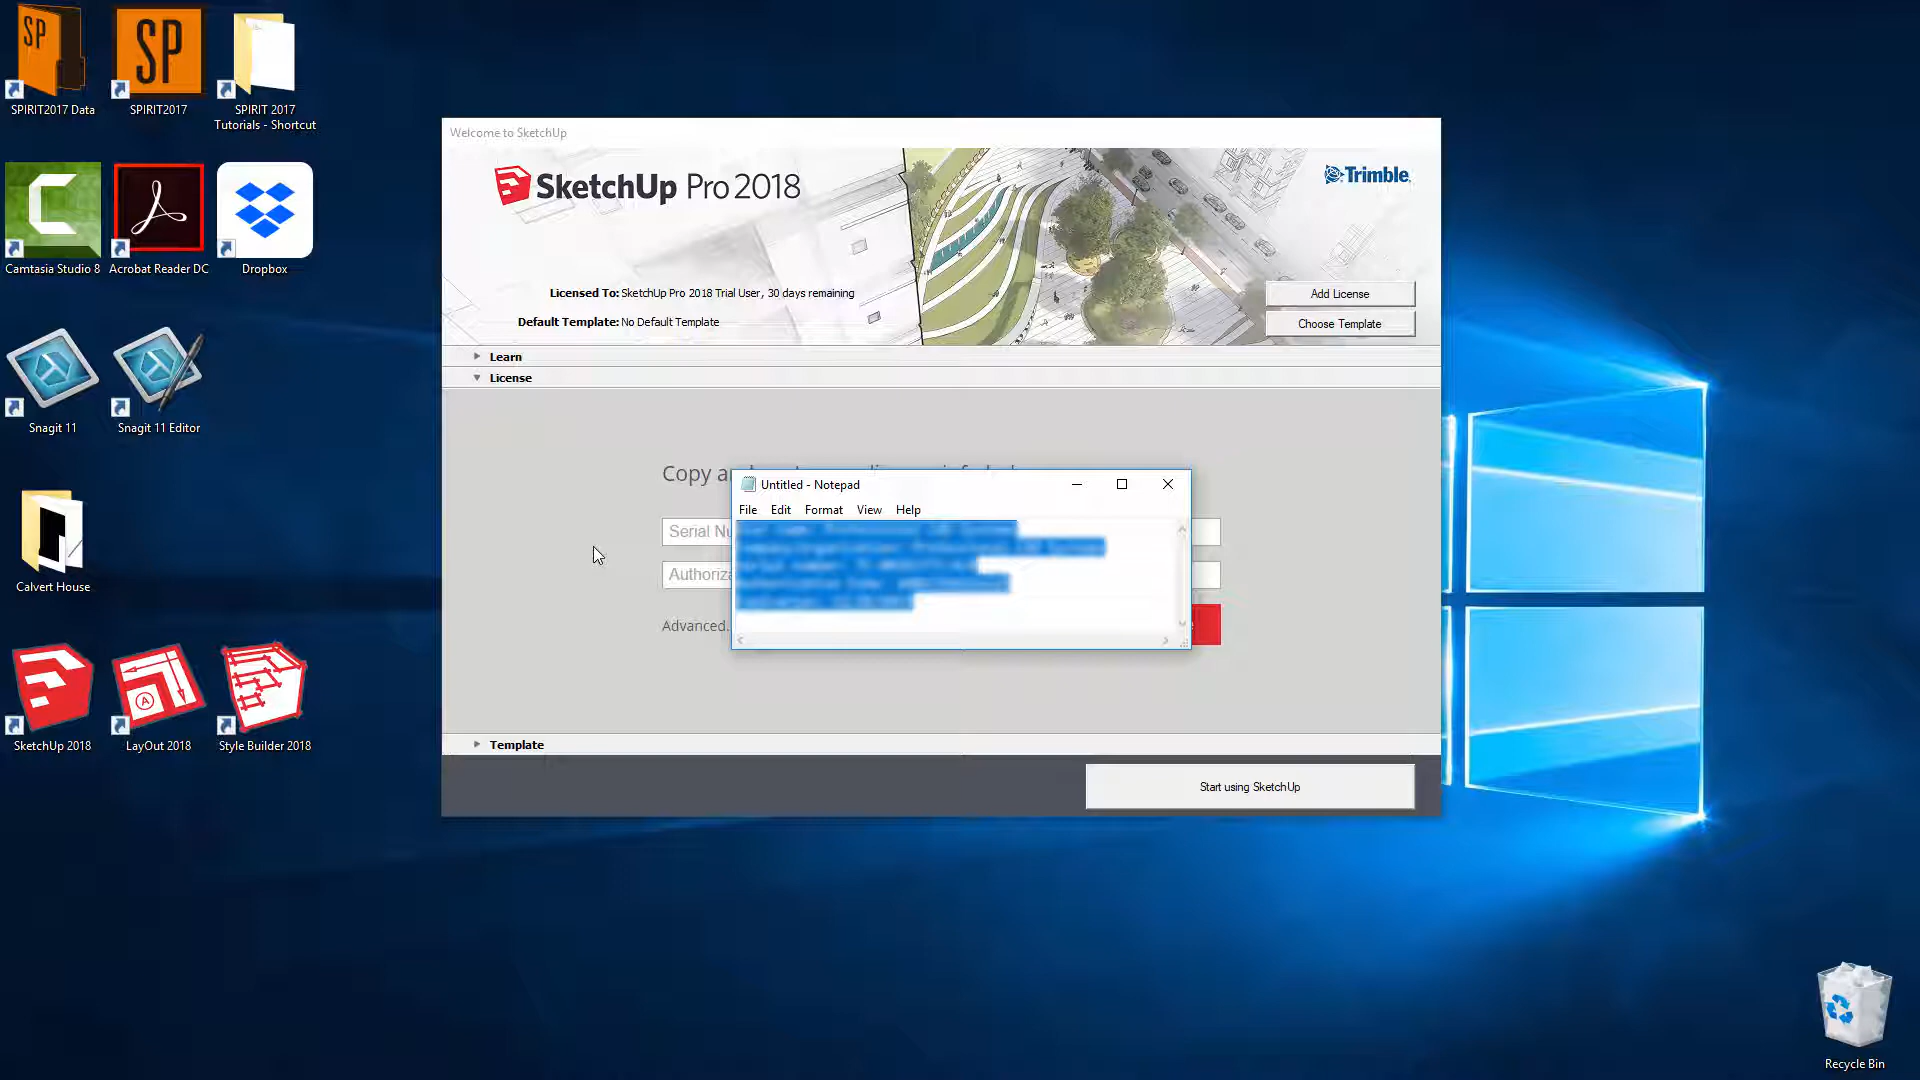 SP
SP
SPIRIT2017 Data
SPIRIT2017
SPIRIT 2017
Tutorials - Shortcut
Camtasia Studio 8
Acrobat Reader DC
Dropbox
Snagit 11
Snagit 11 Editor
Calvert House
A
SketchUp 2018
LayOut 2018
Style Builder 2018
Welcome to SketchUp
SketchUp Pro 2018
Trimble
Licensed To: SketchUp Pro 2018 Trial User, 30 days remaining
Add License
Default Template: No Default Template
Choose Template
Learn
License
Copy
Untitled - Notepad
File Edit Format View Help
Serial
Advanced
Template
Start using SketchUp
Recycle Bin